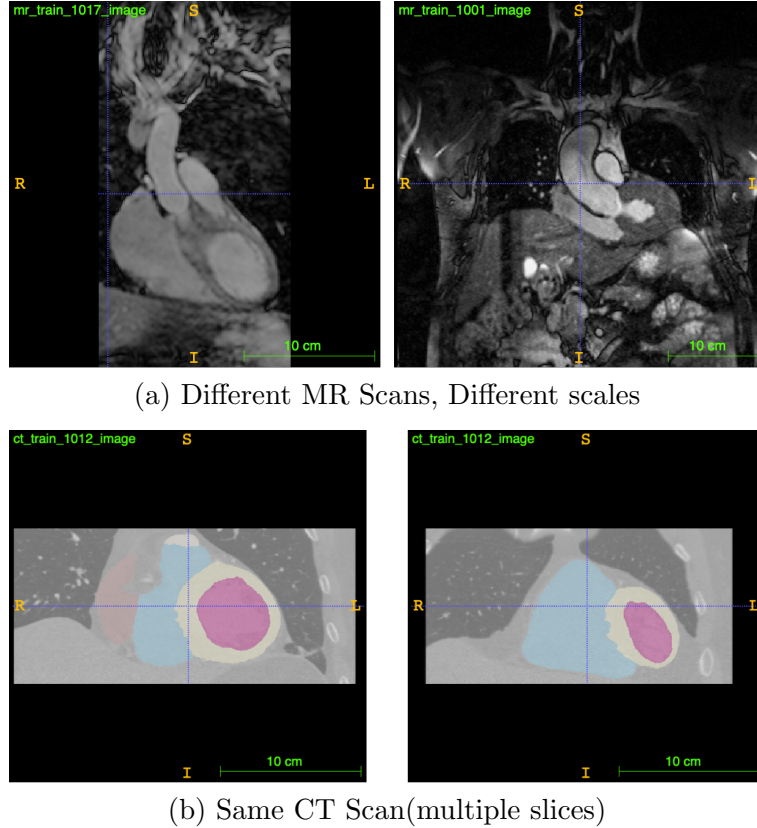 mr_train_1017_image
S
R
L
I
10 cm
mr_train_1001_image
S
R
L
I
10 cm
(a) Different MR Scans, Different scales
ct_train_1012_image
S
R
L
I
10 cm
ct_train_1012_image
S
R
L
I
10 cm
(b) Same CT Scan(multiple slices)